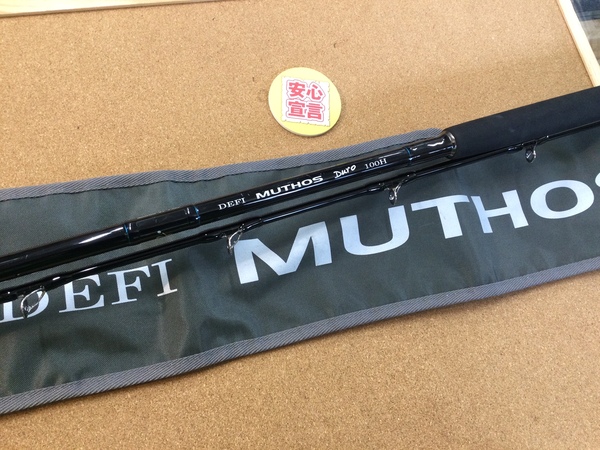 安心
宣言
DEFI MUTHOS Duro 100H
DEFI MUTHOS